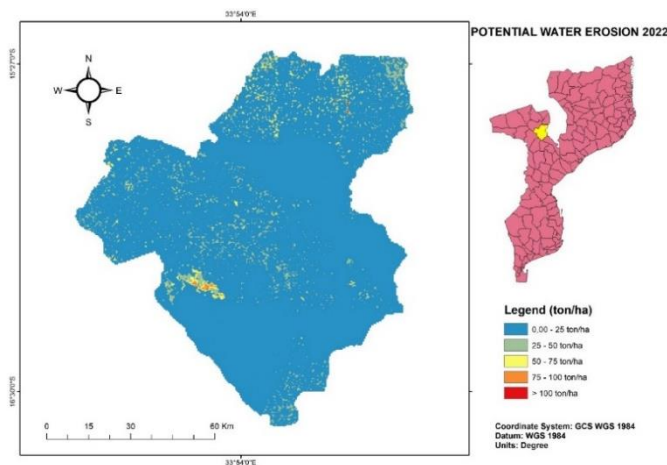 33°54'0"E
POTENTIAL WATER EROSION 2022
15°27'0"S
N
W E
S
Legend (ton/ha)
0,00 - 25 ton/ha
25 - 50 ton/ha
50 - 75 ton/ha
75 - 100 ton/ha
> 100 ton/ha
16°30'0"S
Coordinate System: GCS WGS 1984
Datum: WGS 1984
Units: Degree
0 15 30 60 Km
33°54'0"E